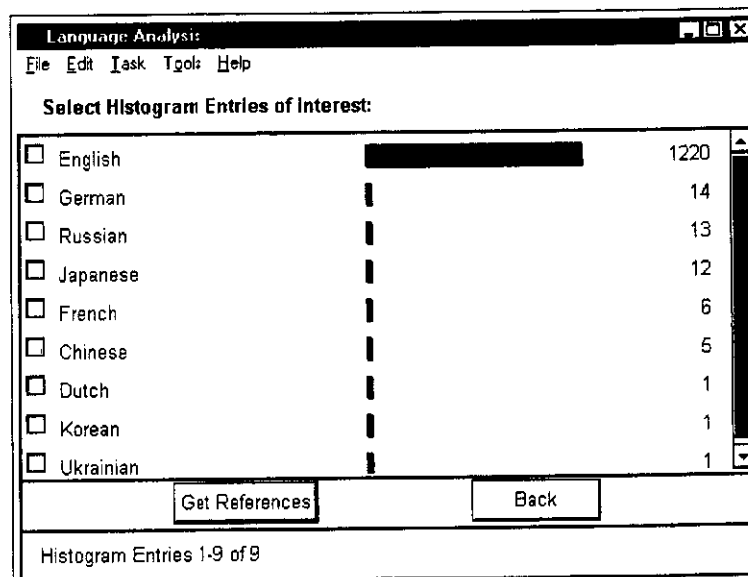 Language Analysis
File Edit Task Tools Help
Select Histogram Entries of Interest:
English 1220
German 14
Russian 13
Japanese 12
French 6
Chinese 5
Dutch 1
Korean 1
Ukrainian 1
Get References Back
Histogram Entries 1-9 of 9